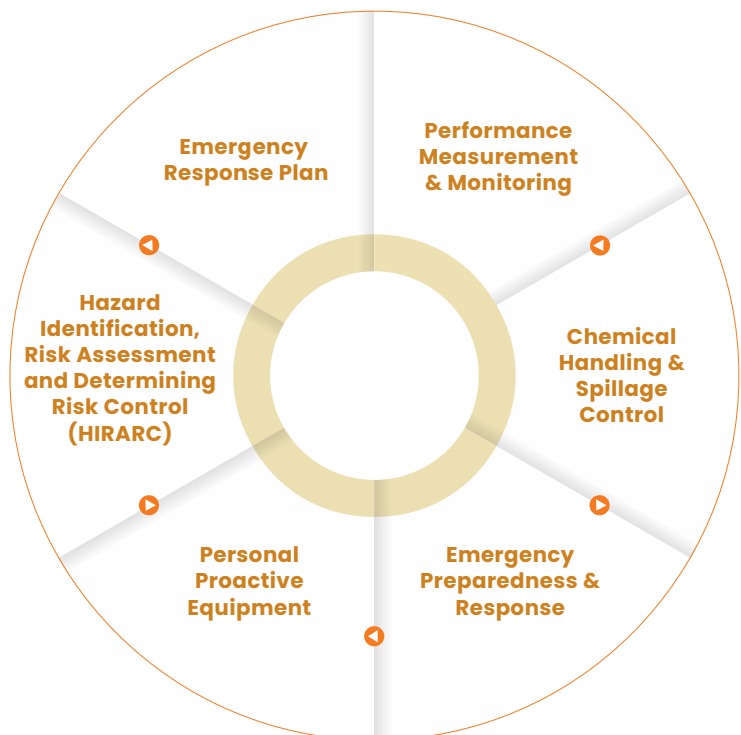 Emergency
Response Plan
Performance
Measurement
& Monitoring
Hazard
Identification,
Risk Assessment
and Determining
Risk Control
(HIRARC)
Chemical
Handling &
Spillage
Control
Personal
Proactive
Equipment
Emergency
Preparedness &
Response